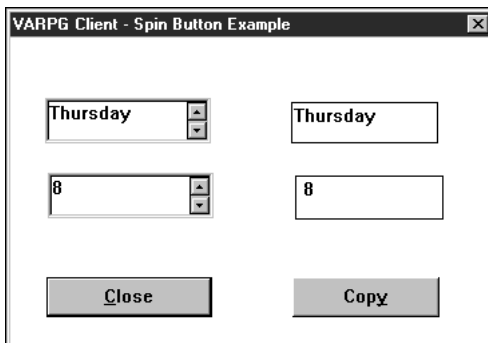 VARPG Client - Spin Button Example
Thursday Thursday
8 8
Close Copy